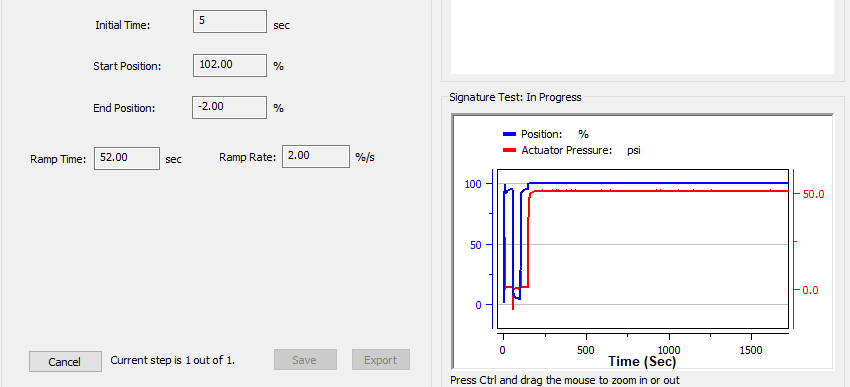 Initial Time: 5 sec
Start Position: 102.00 %
End Position: -2.00 %
Ramp Time: 52.00 sec Ramp Rate: 2.00 %/s
Cancel Current step is 1 out of 1. Save Export
Signature Test: In Progress
Position: %
Actuator Pressure: psi
100
50
0
50.0
0.0
0 500 1000 1500
Time (Sec)
Press Ctrl and drag the mouse to zoom in or out